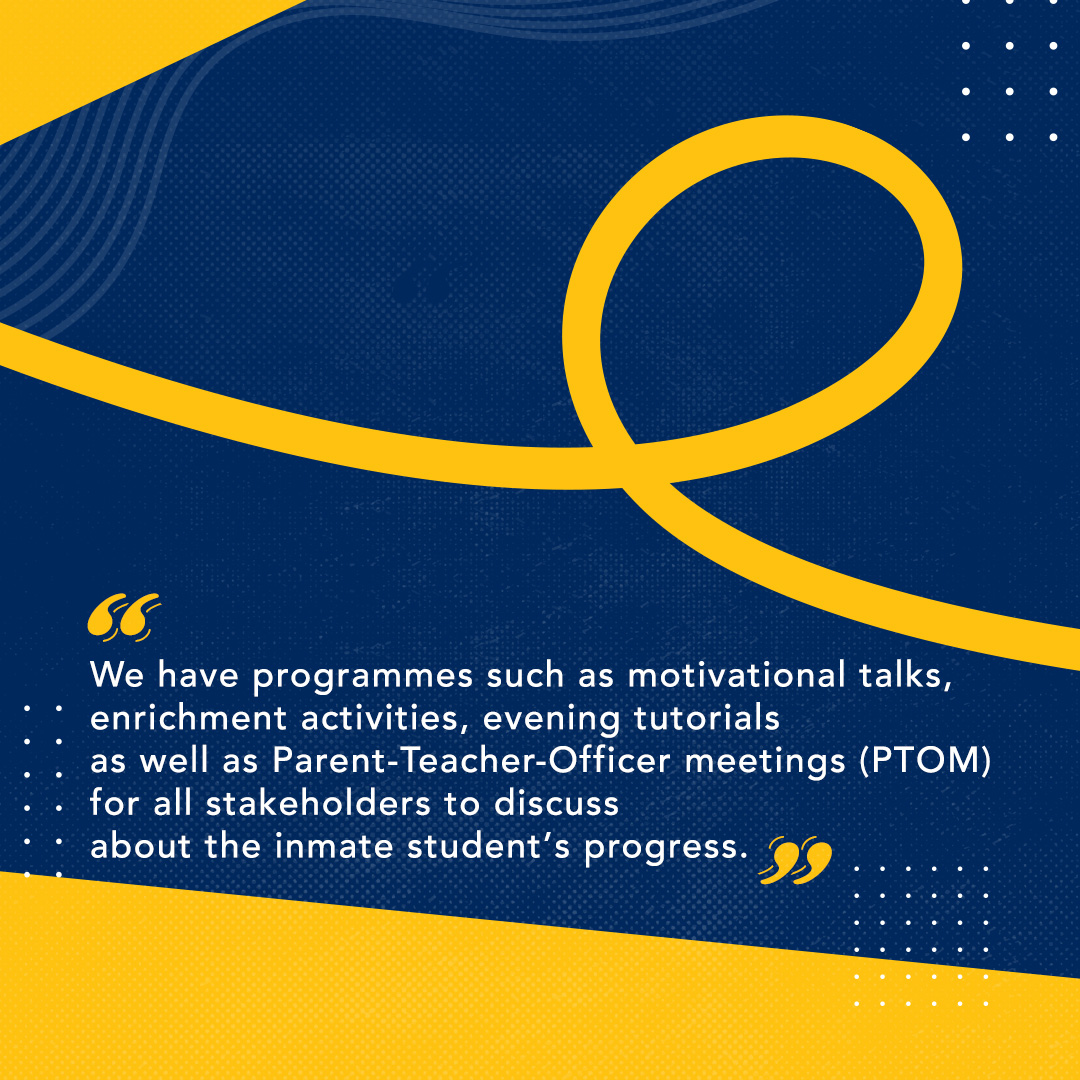 “
We have programmes such as motivational talks,
enrichment activities, evening tutorials
as well as Parent-Teacher-Officer meetings (PTOM)
for all stakeholders to discuss
about the inmate student’s progress. ”